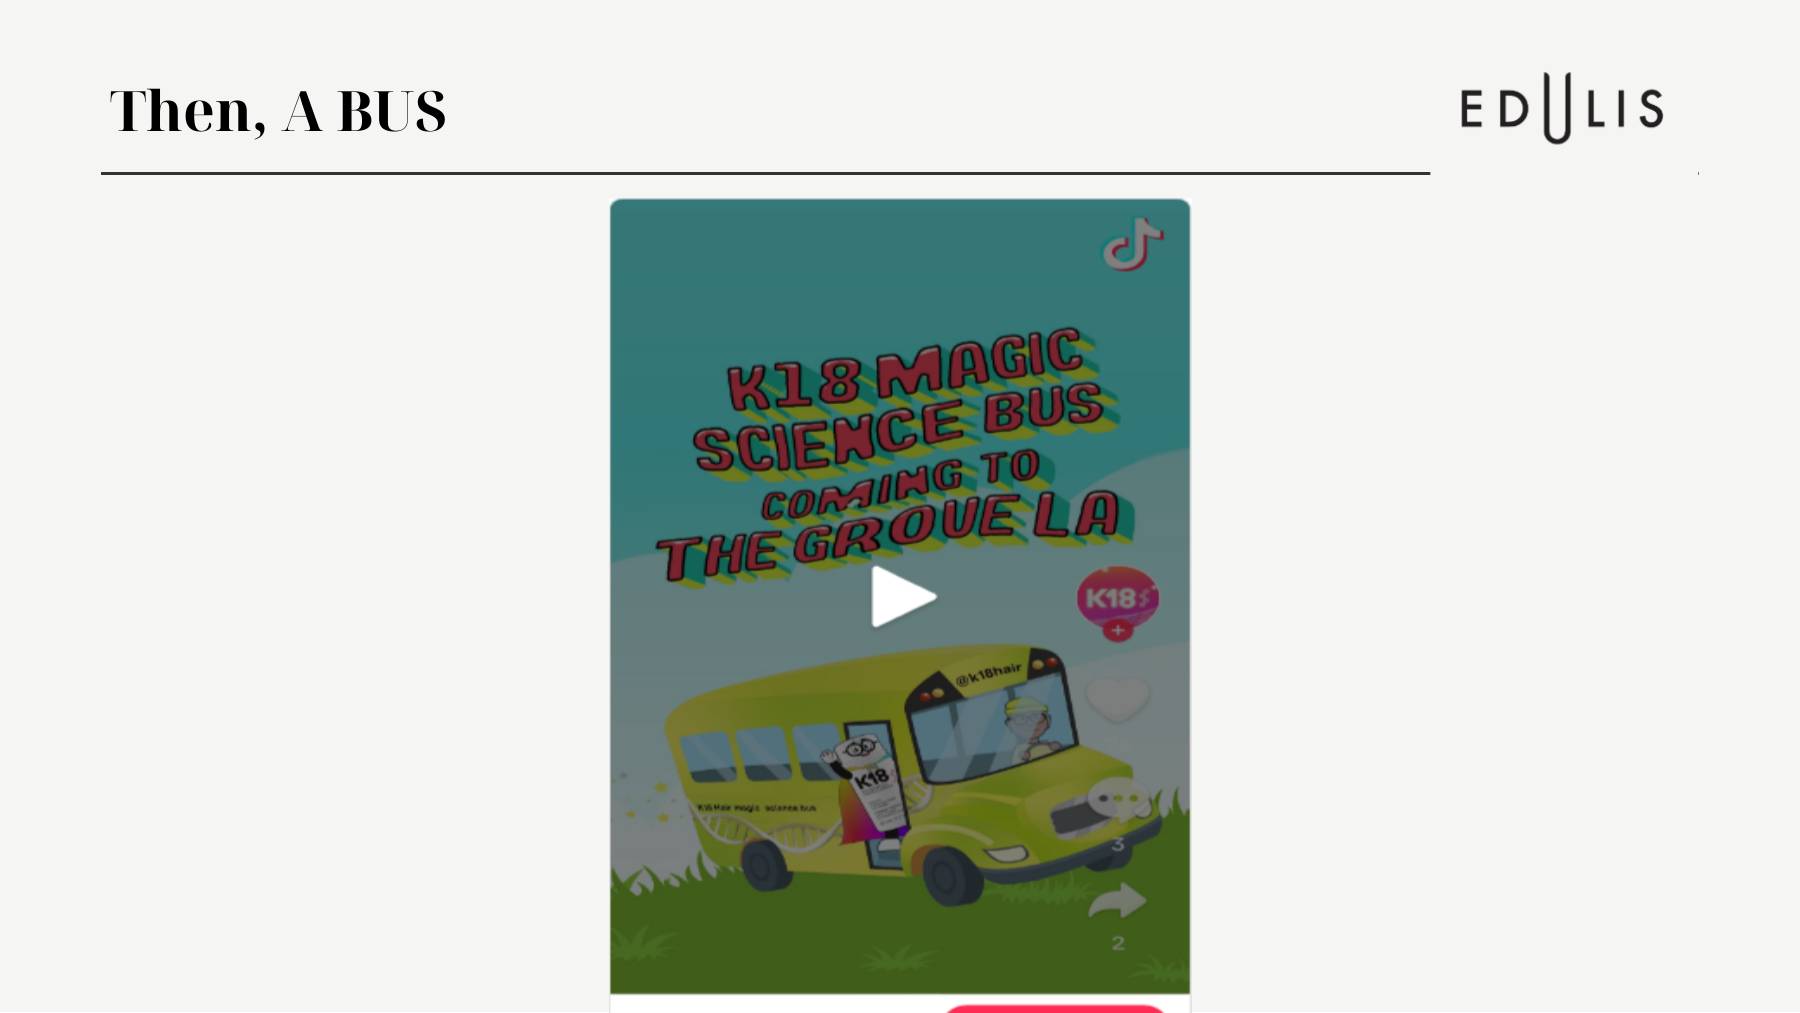 Then, A BUS
EDULIS
K18 MAGIC
SCIENCE BUS
COMING TO
THE GROVE LA
K18
@k18hair
K18
K18 Hair magic science bus
3
2